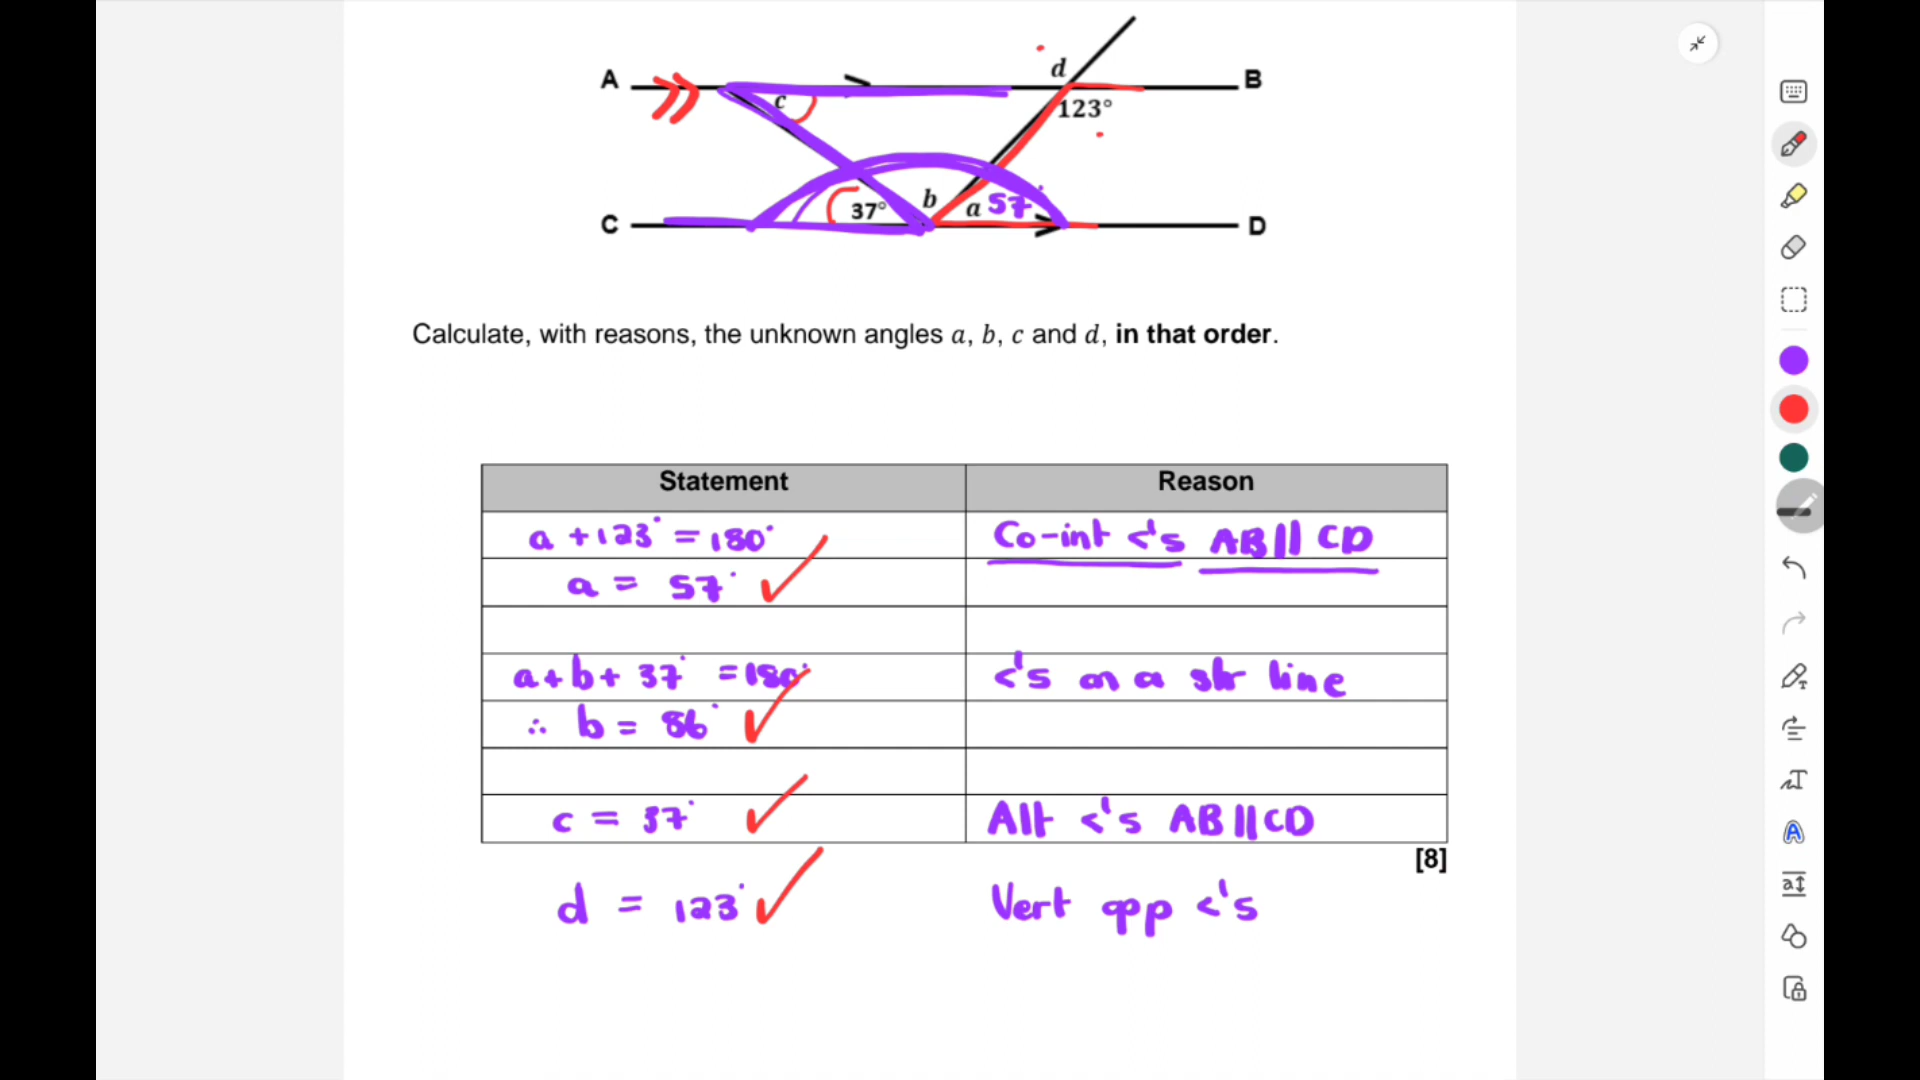 d
A B
c 123°
b
37° a 57°
C D
Calculate, with reasons, the unknown angles a, b, c and d, in that order.
Statement Reason
a + 123° = 180° Co-int <'s AB || CD
a = 57°
a + b + 37° = 180° <'s on a str line
∴ b = 86°
c = 37° Alt <'s AB || CD
[8]
d = 123° Vert opp <'s